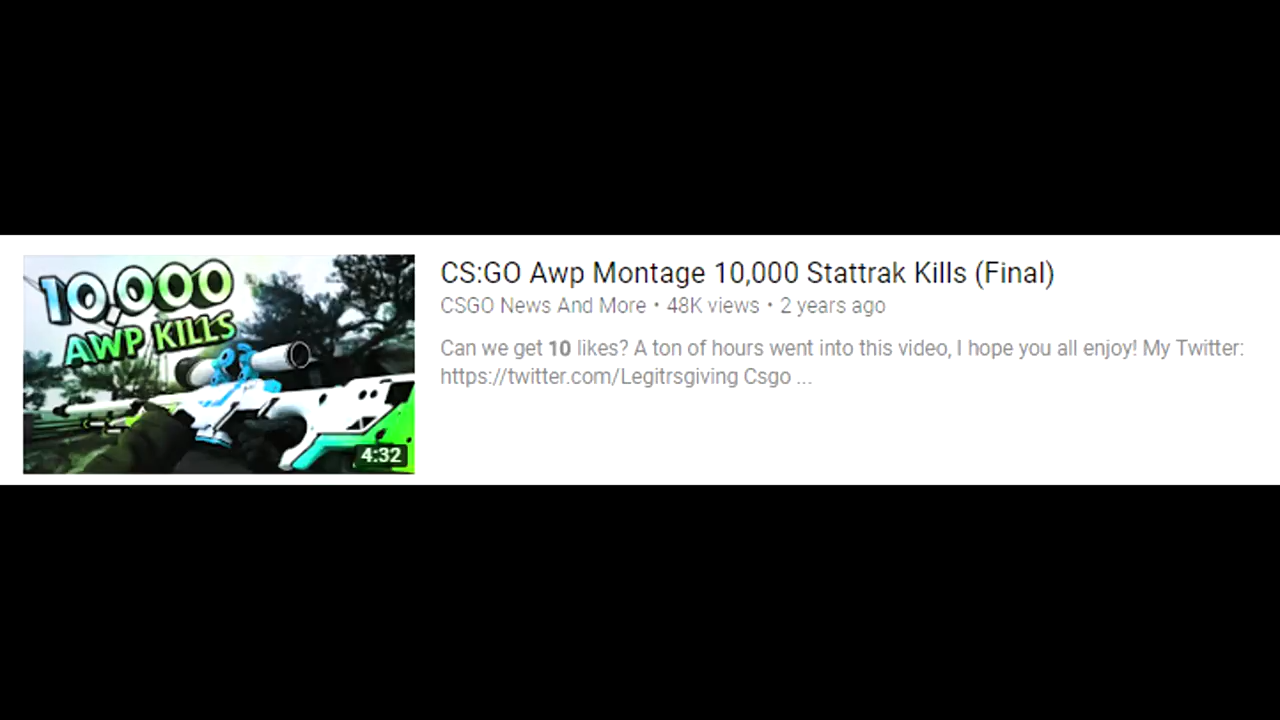 10,000
AWP KILLS
4:32
CS:GO Awp Montage 10,000 Stattrak Kills (Final)
CSGO News And More • 48K views • 2 years ago
Can we get 10 likes? A ton of hours went into this video, I hope you all enjoy! My Twitter:
https://twitter.com/Legitrsgiving Csgo ...